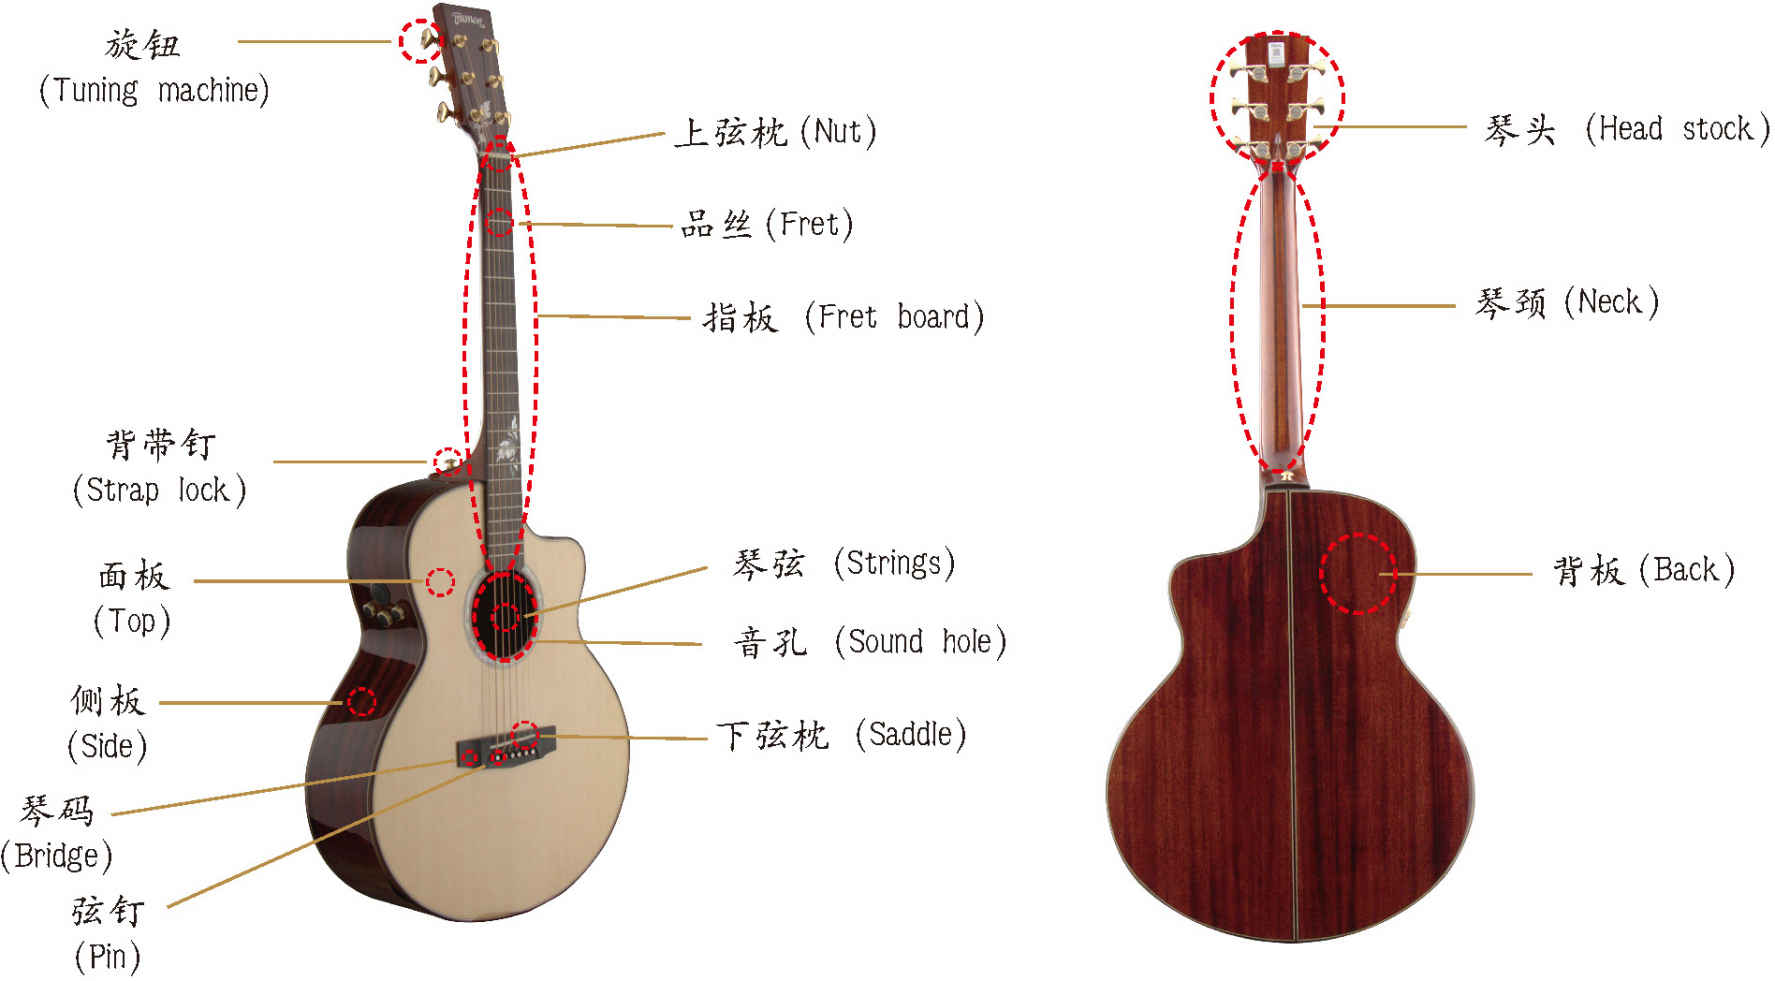 旋钮
(Tuning machine)
上弦枕 (Nut)
品丝 (Fret)
指板 (Fret board)
背带钉
(Strap lock)
面板
(Top)
琴弦 (Strings)
音孔 (Sound hole)
侧板
(Side)
下弦枕 (Saddle)
琴码
(Bridge)
弦钉
(Pin)
琴头 (Head stock)
琴颈 (Neck)
背板 (Back)